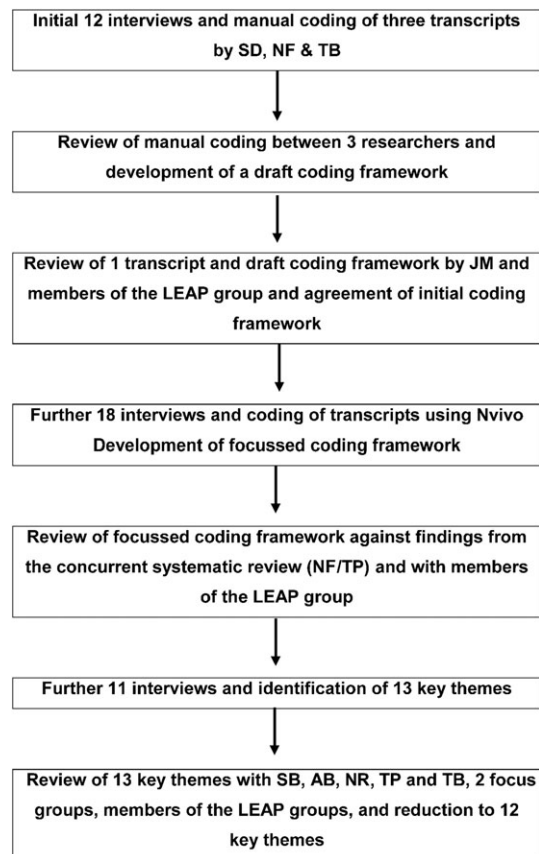 Initial 12 interviews and manual coding of three transcripts
by SD, NF & TB
Review of manual coding between 3 researchers and
development of a draft coding framework
Review of 1 transcript and draft coding framework by JM and
members of the LEAP group and agreement of initial coding
framework
Further 18 interviews and coding of transcripts using Nvivo
Development of focussed coding framework
Review of focussed coding framework against findings from
the concurrent systematic review (NF/TP) and with members
of the LEAP group
Further 11 interviews and identification of 13 key themes
Review of 13 key themes with SB, AB, NR, TP and TB, 2 focus
groups, members of the LEAP groups, and reduction to 12
key themes